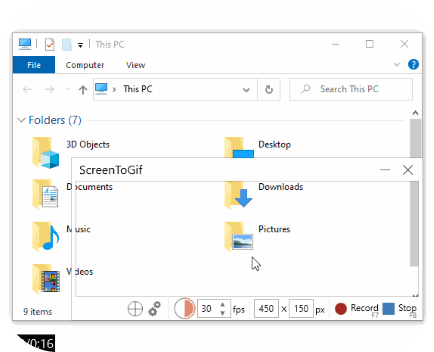 This PC
File Computer View
This PC Search This PC
Folders (7)
3D Objects Desktop
ScreenToGif
Documents Downloads
Music Pictures
Videos
9 items 30 fps 450 x 150 px Record Stop
F7 F8
0:16